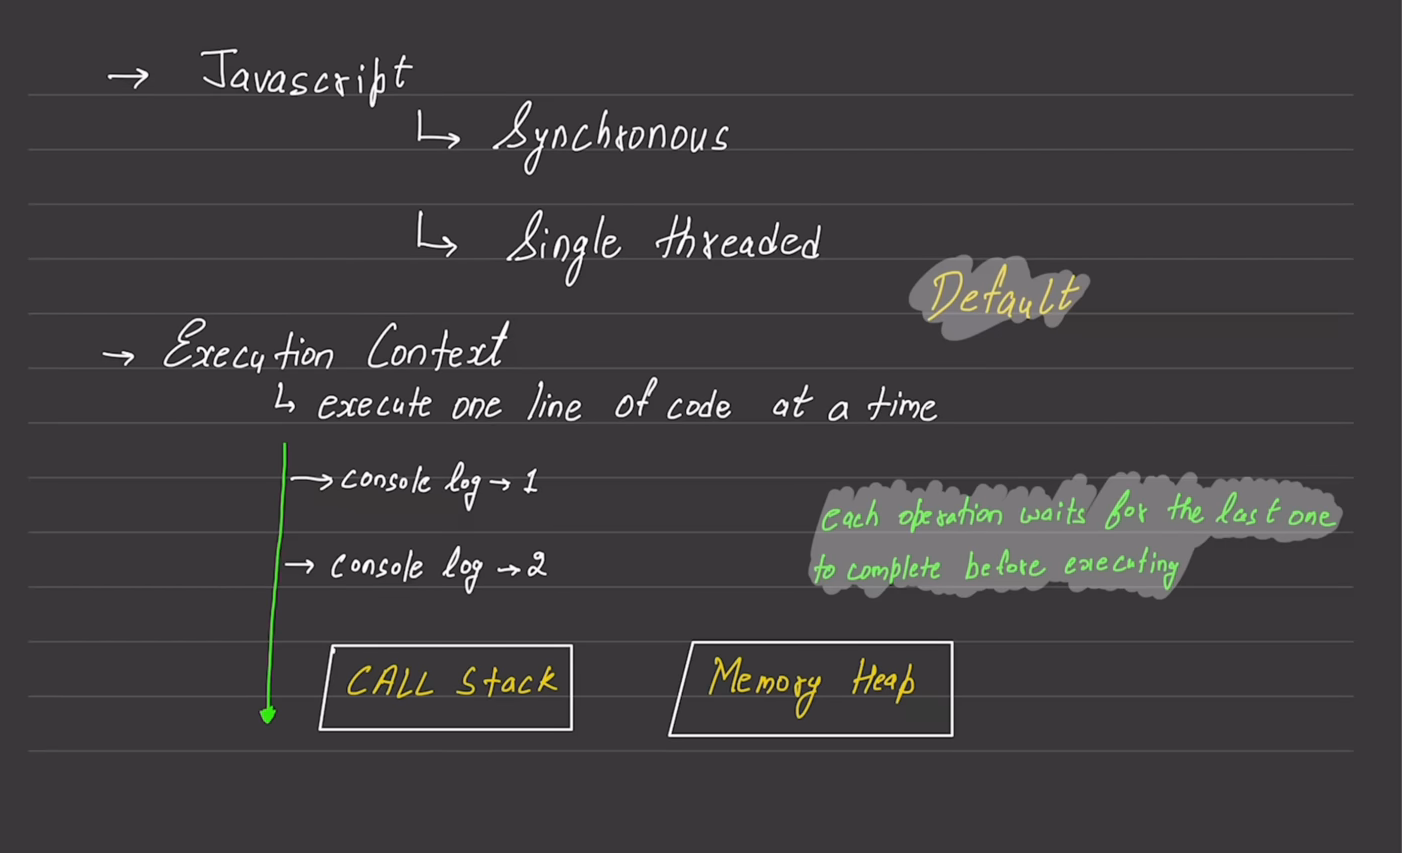 → Javascript
↳ Synchronous
↳ Single threaded
Default
→ Execution Context
↳ execute one line of code at a time
→ console log → 1
→ console log → 2
each operation waits for the last one
to complete before executing
CALL Stack
Memory Heap